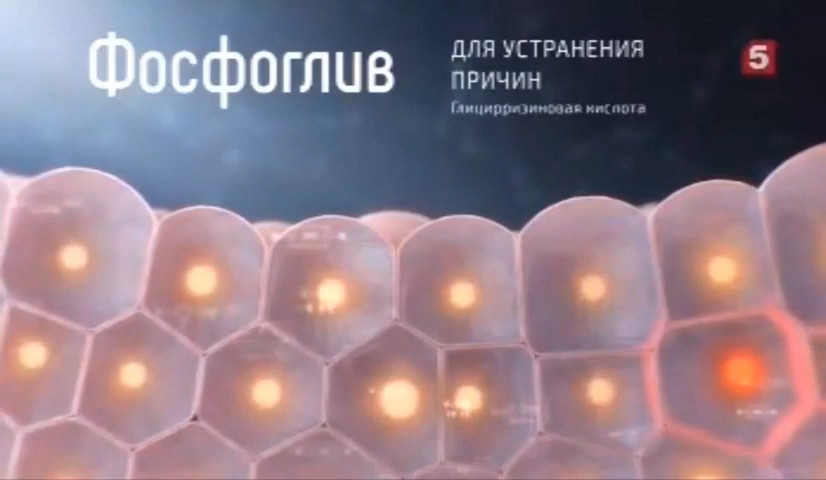 Фосфоглив
ДЛЯ УСТРАНЕНИЯ
ПРИЧИН
Глицирризиновая кислота
5